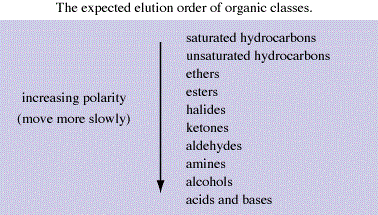 The expected elution order of organic classes.
saturated hydrocarbons
unsaturated hydrocarbons
ethers
esters
halides
ketones
aldehydes
amines
alcohols
acids and bases
increasing polarity
(move more slowly)